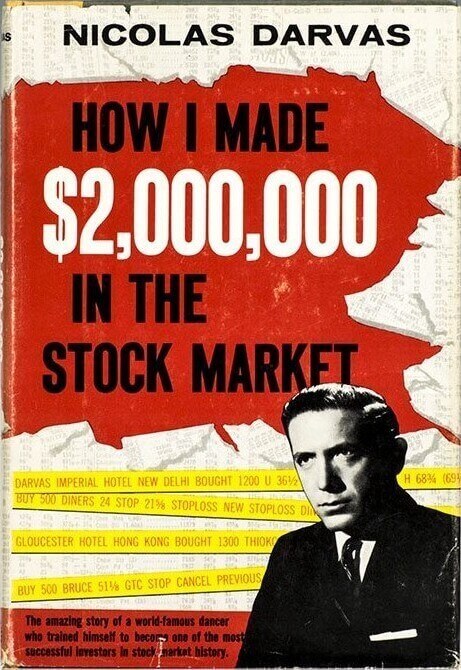 NICOLAS DARVAS
HOW I MADE
$2,000,000
IN THE
STOCK MARKET
DARVAS IMPERIAL HOTEL NEW DELHI BOUGHT 1200 U 36½ H 68¾ (69
BUY 500 DINERS 24 STOP 21⅝ STOPLOSS NEW STOPLOSS
GLOUCESTER HOTEL HONG KONG BOUGHT 1300
BUY 500 BRUCE 51⅛ GTC STOP CANCEL PREVIOUS
The amazing story of a world-famous dancer
who trained himself to become one of the most
successful investors in stock market history.